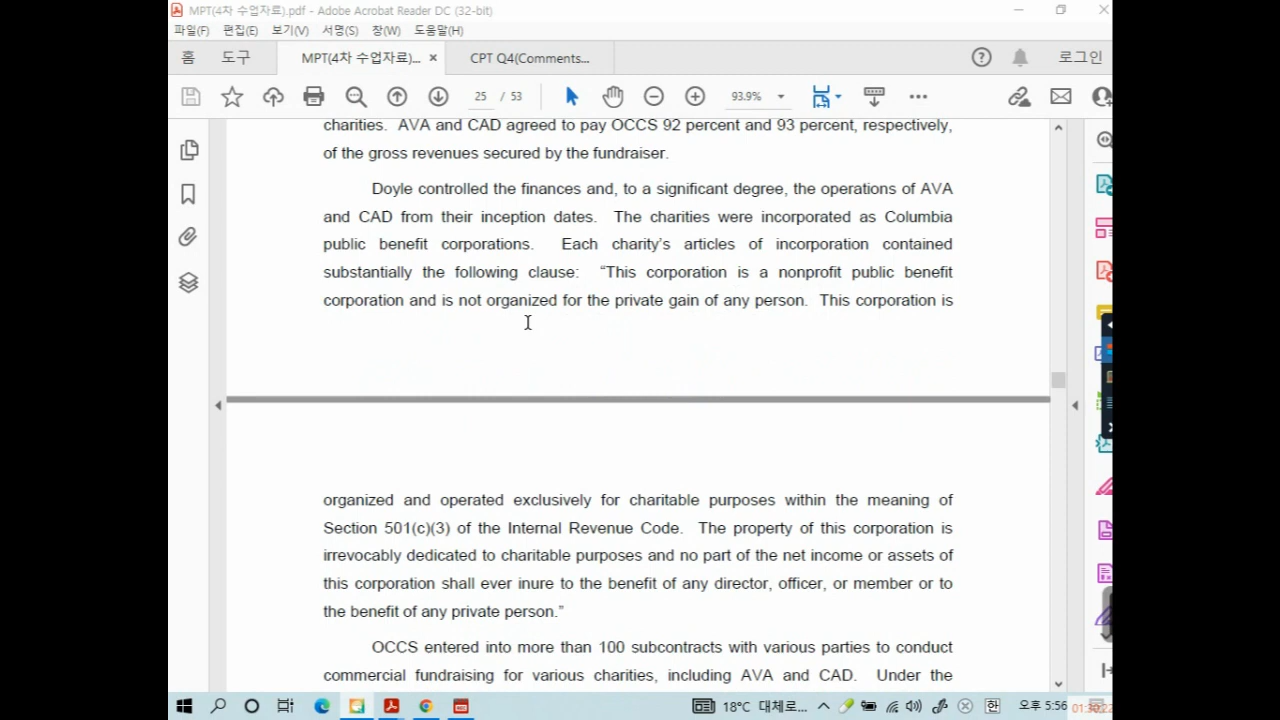 MPT(4차 수업자료).pdf - Adobe Acrobat Reader DC (32-bit)
파일(F) 편집(E) 보기(V) 서명(S) 창(W) 도움말(H)
홈 도구 MPT(4차 수업자료)... × CPT Q4(Comments... 로그인
25 / 53 93.9%
charities. AVA and CAD agreed to pay OCCS 92 percent and 93 percent, respectively,
of the gross revenues secured by the fundraiser.
Doyle controlled the finances and, to a significant degree, the operations of AVA
and CAD from their inception dates. The charities were incorporated as Columbia
public benefit corporations. Each charity's articles of incorporation contained
substantially the following clause: “This corporation is a nonprofit public benefit
corporation and is not organized for the private gain of any person. This corporation is
organized and operated exclusively for charitable purposes within the meaning of
Section 501(c)(3) of the Internal Revenue Code. The property of this corporation is
irrevocably dedicated to charitable purposes and no part of the net income or assets of
this corporation shall ever inure to the benefit of any director, officer, or member or to
the benefit of any private person.”
OCCS entered into more than 100 subcontracts with various parties to conduct
commercial fundraising for various charities, including AVA and CAD. Under the
18°C 대체로... 한 오후 5:56
01:30:22